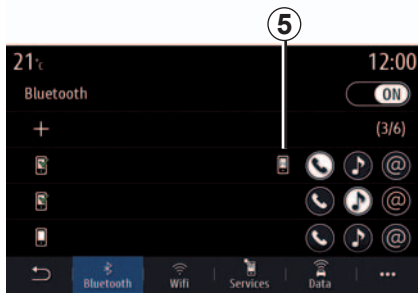 5
21°c 12:00
Bluetooth ON
+ (3/6)
@
@
@
Bluetooth Wifi Services Data ...